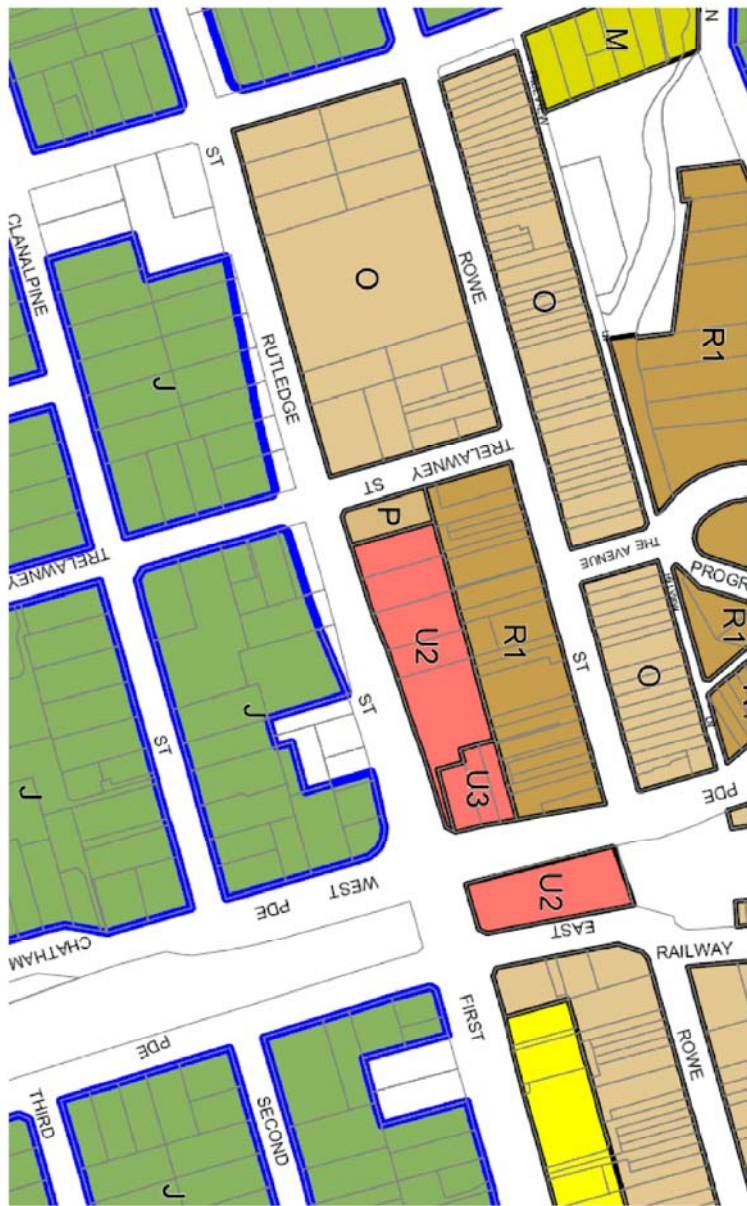 N
M
ST
CLANALPINE
O
ROWE
O
R1
RUTLEDGE
J
TRELAWNEY
ST
P
THE AVENUE
PROGR
TRELAWNEY
U2
R1
R1
ST
O
J
ST
ST
U3
PDE
J
WEST
PDE
U2
EAST
CHATHAM
RAILWAY
FIRST
ROWE
PDE
THIRD
SECOND
J